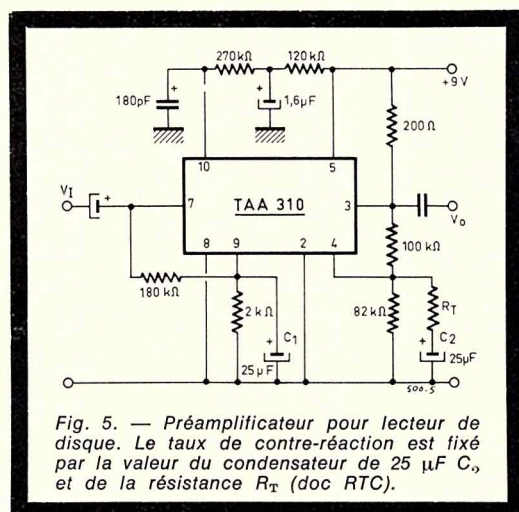 270kΩ 120kΩ
+9V
180pF + + 1,6µF
200Ω
10 5
VI + 7 TAA 310 3 Vo
8 9 2 4
100 kΩ
180 kΩ
2 kΩ C1 82kΩ RT
+ 25µF + C2 25µF
500-5
Fig. 5. — Préamplificateur pour lecteur de
disque. Le taux de contre-réaction est fixé
par la valeur du condensateur de 25 µF C2
et de la résistance RT (doc RTC).